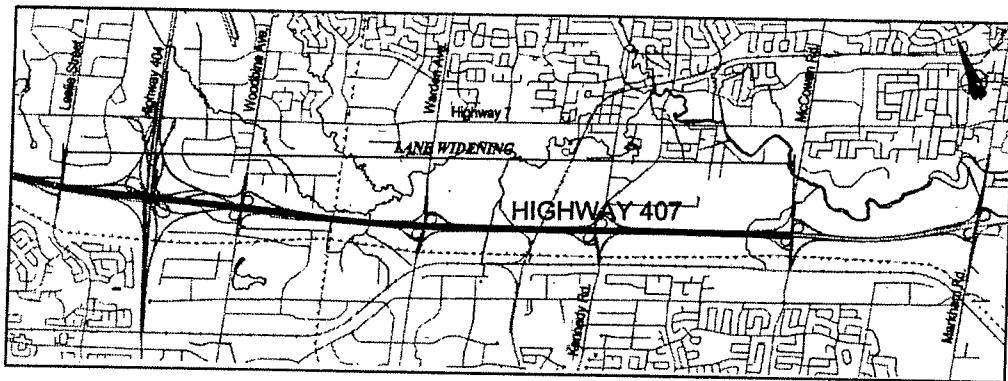 Leslie Street
Highway 404
Woodbine Ave.
Warden Ave.
Highway 7
McCowan Rd.
LANE WIDENING
HIGHWAY 407
Kennedy Rd.
Markham Rd.